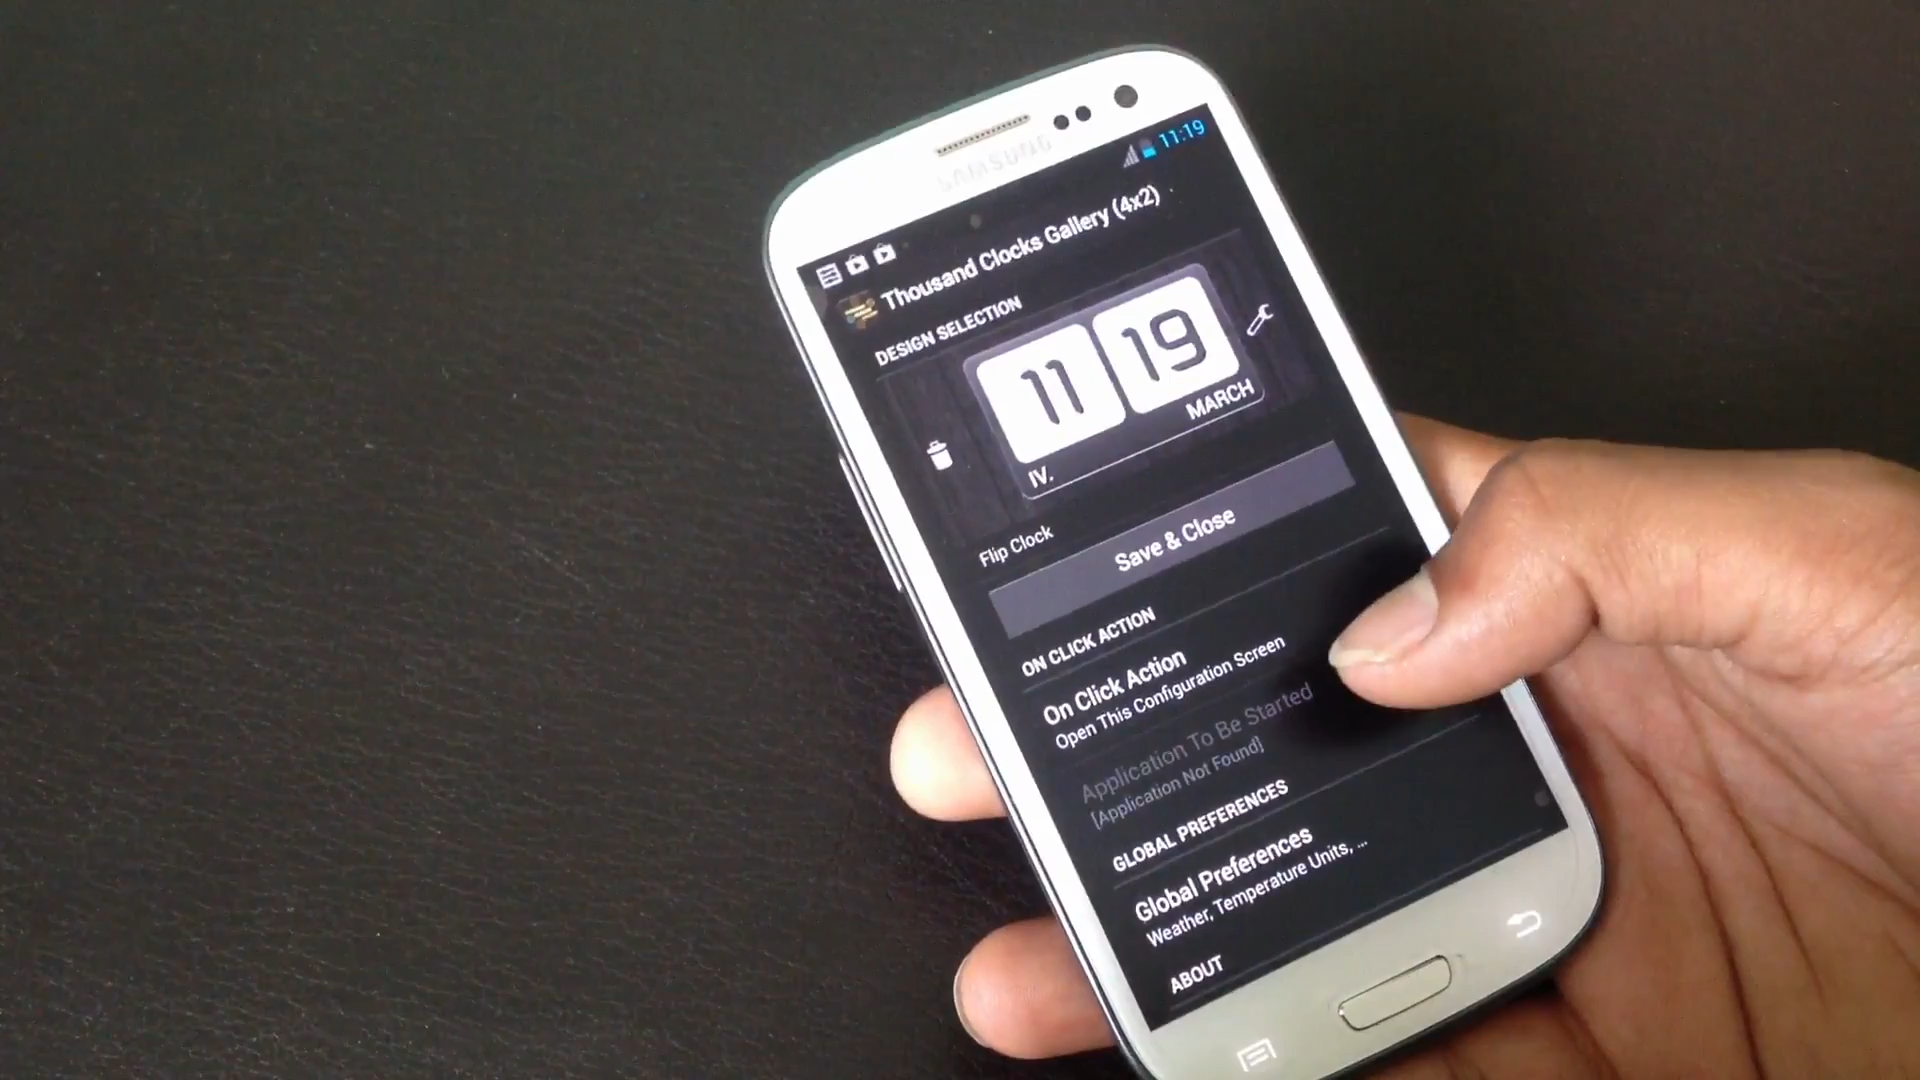 SAMSUNG
11:19
Thousand Clocks Gallery (4x2)
DESIGN SELECTION
11 19
IV. MARCH
Flip Clock
Save & Close
ON CLICK ACTION
On Click Action
Open This Configuration Screen
Application To Be Started
[Application Not Found]
GLOBAL PREFERENCES
Global Preferences
Weather, Temperature Units, ...
ABOUT